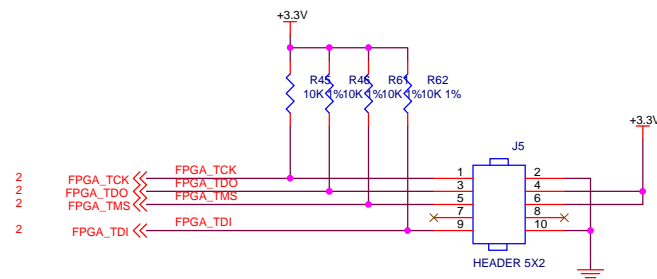 +3.3V
R45 R46 R61 R62
10K 1% 10K 1% 10K 1% 10K 1%
+3.3V
J5
2 FPGA_TCK FPGA_TCK 1 2
2 FPGA_TDO FPGA_TDO 3 4
2 FPGA_TMS FPGA_TMS 5 6
7 8
2 FPGA_TDI FPGA_TDI 9 10
HEADER 5X2